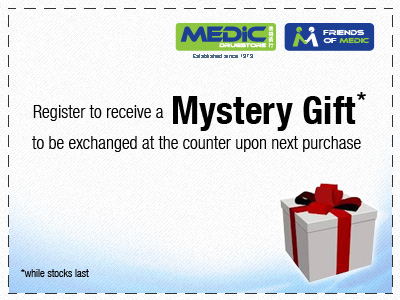 MEDiC
DRUGSTORE
Established since 1979
FRIENDS
OF MEDIC
Register to receive a Mystery Gift*
to be exchanged at the counter upon next purchase
*while stocks last